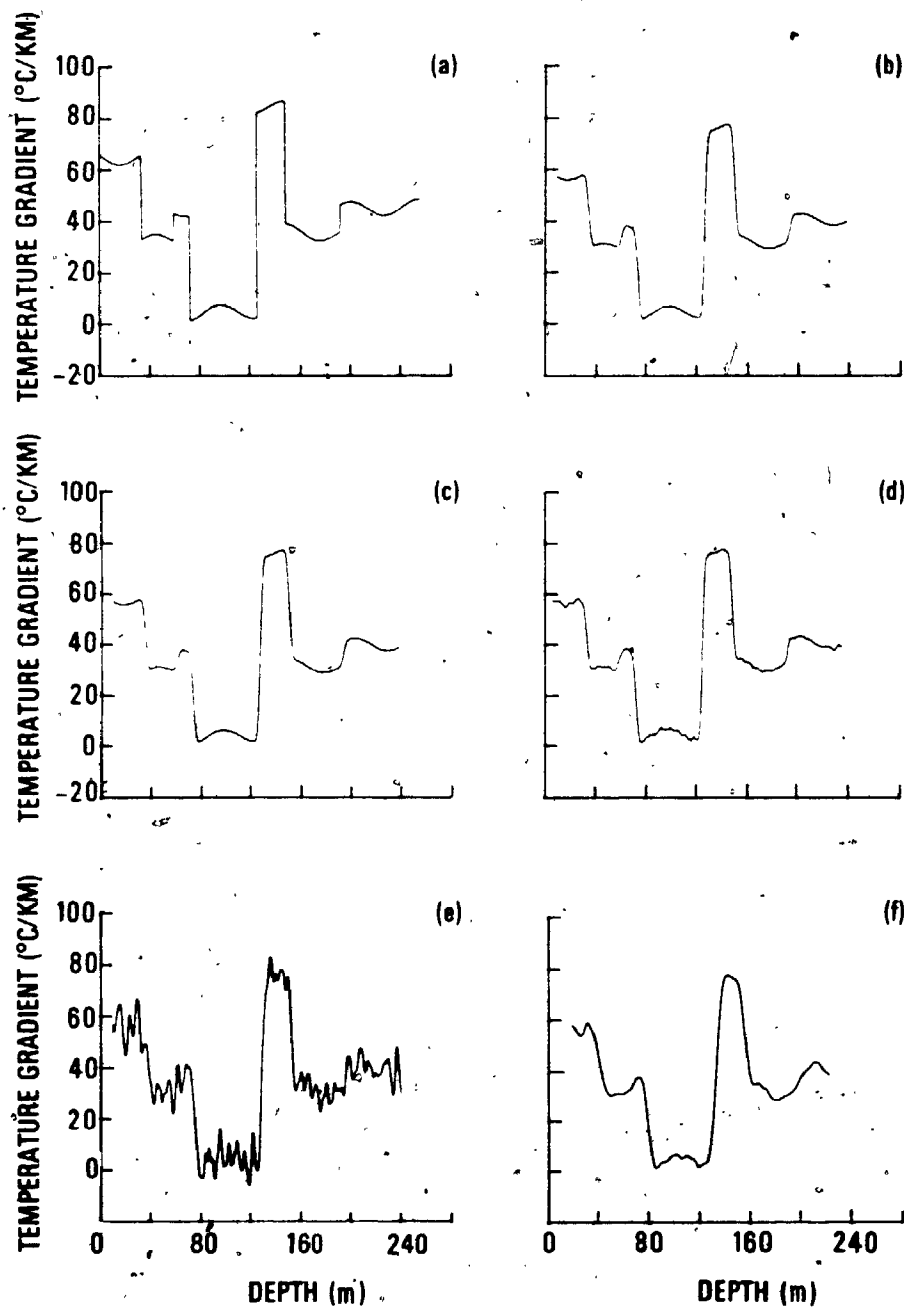 (a)
TEMPERATURE GRADIENT (°C/KM)
100
80
60
40
20
0
-20
(b)
(c)
TEMPERATURE GRADIENT (°C/KM)
100
80
60
40
20
0
-20
(d)
(e)
TEMPERATURE GRADIENT (°C/KM)
100
80
60
40
20
0
0 80 160 240
DEPTH (m)
(f)
0 80 160 240
DEPTH (m)